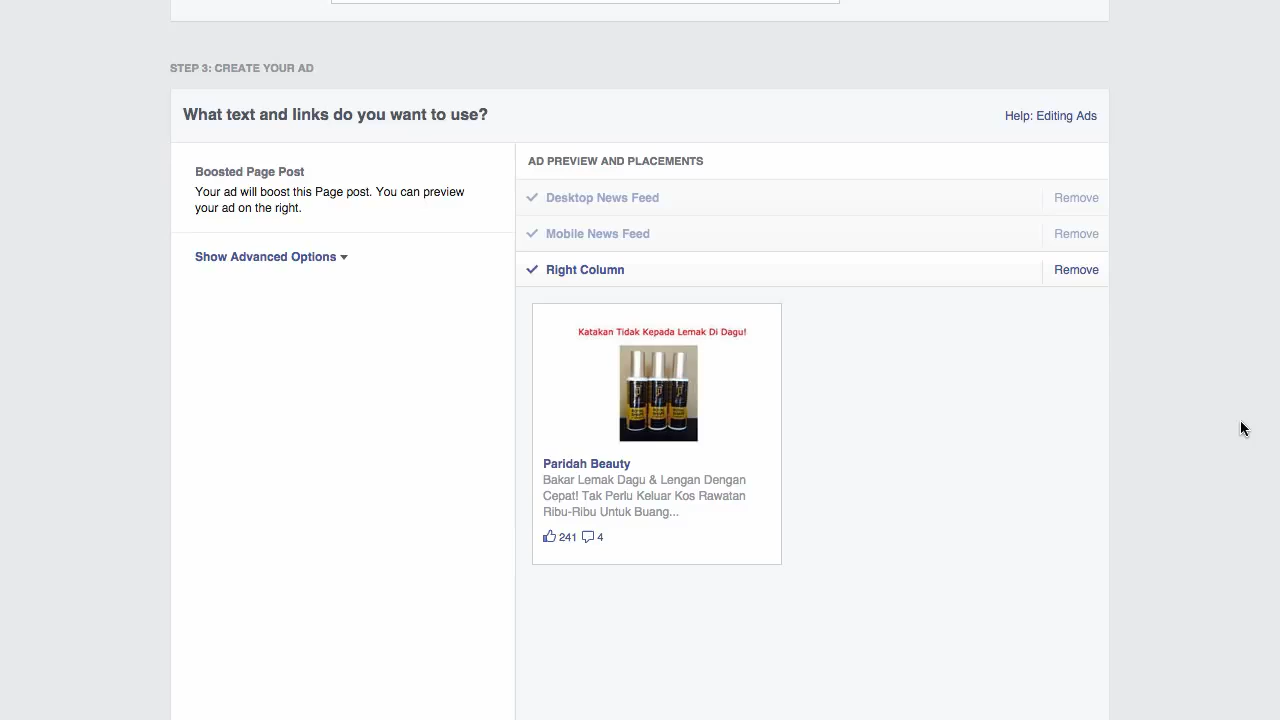 STEP 3: CREATE YOUR AD
What text and links do you want to use?
Help: Editing Ads
Boosted Page Post
Your ad will boost this Page post. You can preview
your ad on the right.
Show Advanced Options
AD PREVIEW AND PLACEMENTS
Desktop News Feed
Remove
Mobile News Feed
Remove
Right Column
Remove
Katakan Tidak Kepada Lemak Di Dagu!
Paridah Beauty
Bakar Lemak Dagu & Lengan Dengan
Cepat! Tak Perlu Keluar Kos Rawatan
Ribu-Ribu Untuk Buang...
241 4